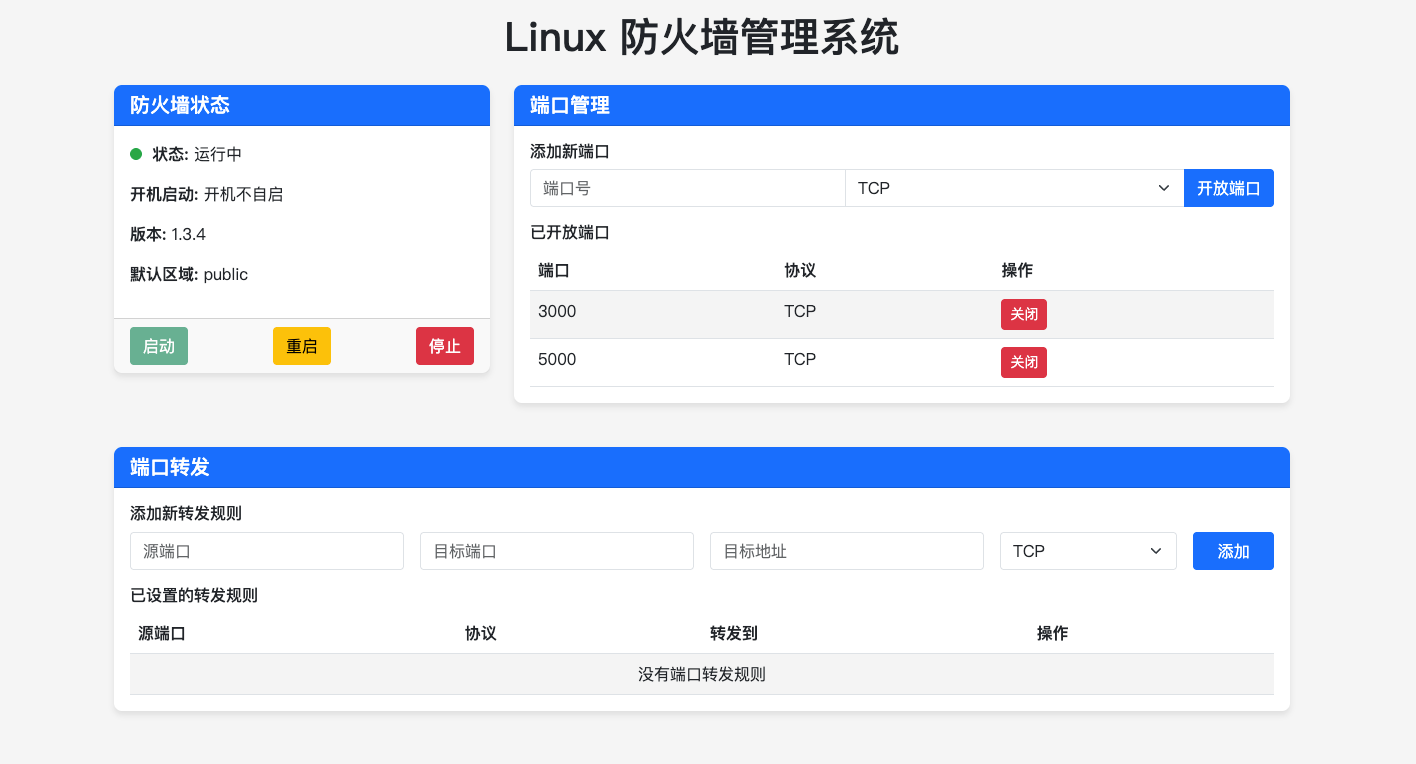 Linux 防火墙管理系统
防火墙状态
状态: 运行中
开机启动: 开机不自启
版本: 1.3.4
默认区域: public
启动 重启 停止
端口管理
添加新端口
端口号 TCP 开放端口
已开放端口
端口 协议 操作
3000 TCP 关闭
5000 TCP 关闭
端口转发
添加新转发规则
源端口 目标端口 目标地址 TCP 添加
已设置的转发规则
源端口 协议 转发到 操作
没有端口转发规则